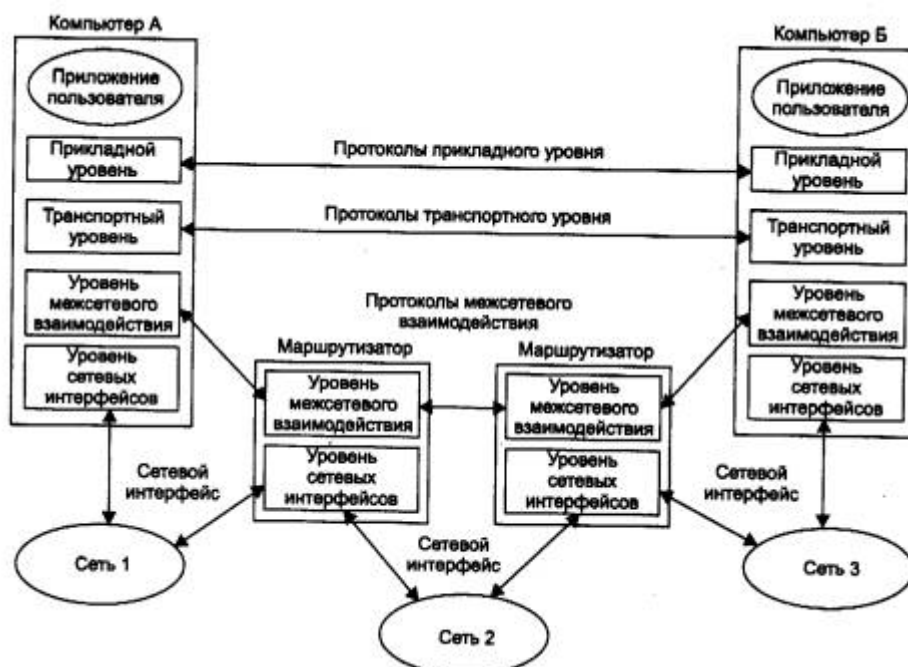 Компьютер А
Приложение
пользователя
Прикладной
уровень
Транспортный
уровень
Уровень
межсетевого
взаимодействия
Уровень
сетевых
интерфейсов
Протоколы прикладного уровня
Протоколы транспортного уровня
Протоколы межсетевого
взаимодействия
Компьютер Б
Приложение
пользователя
Прикладной
уровень
Транспортный
уровень
Уровень
межсетевого
взаимодействия
Уровень
сетевых
интерфейсов
Маршрутизатор
Уровень
межсетевого
взаимодействия
Уровень
сетевых
интерфейсов
Маршрутизатор
Уровень
межсетевого
взаимодействия
Уровень
сетевых
интерфейсов
Сетевой
интерфейс
Сетевой
интерфейс
Сетевой
интерфейс
Сеть 1
Сеть 2
Сеть 3